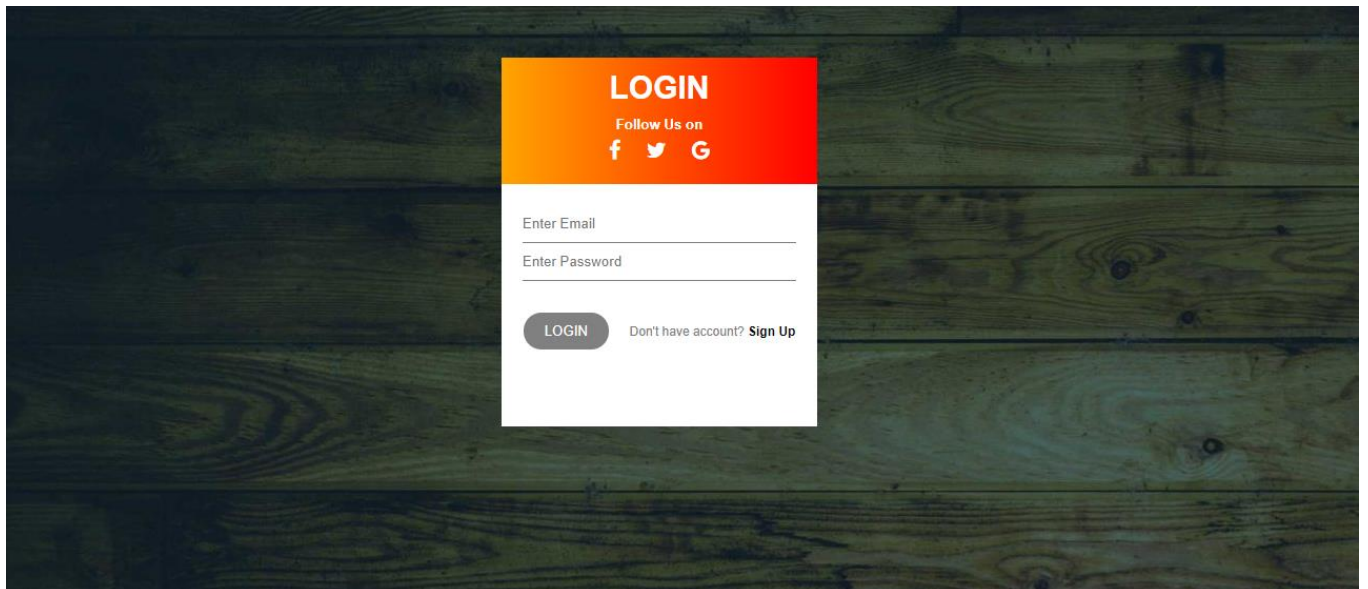 LOGIN
Follow Us on
Enter Email
Enter Password
LOGIN Don't have account? Sign Up